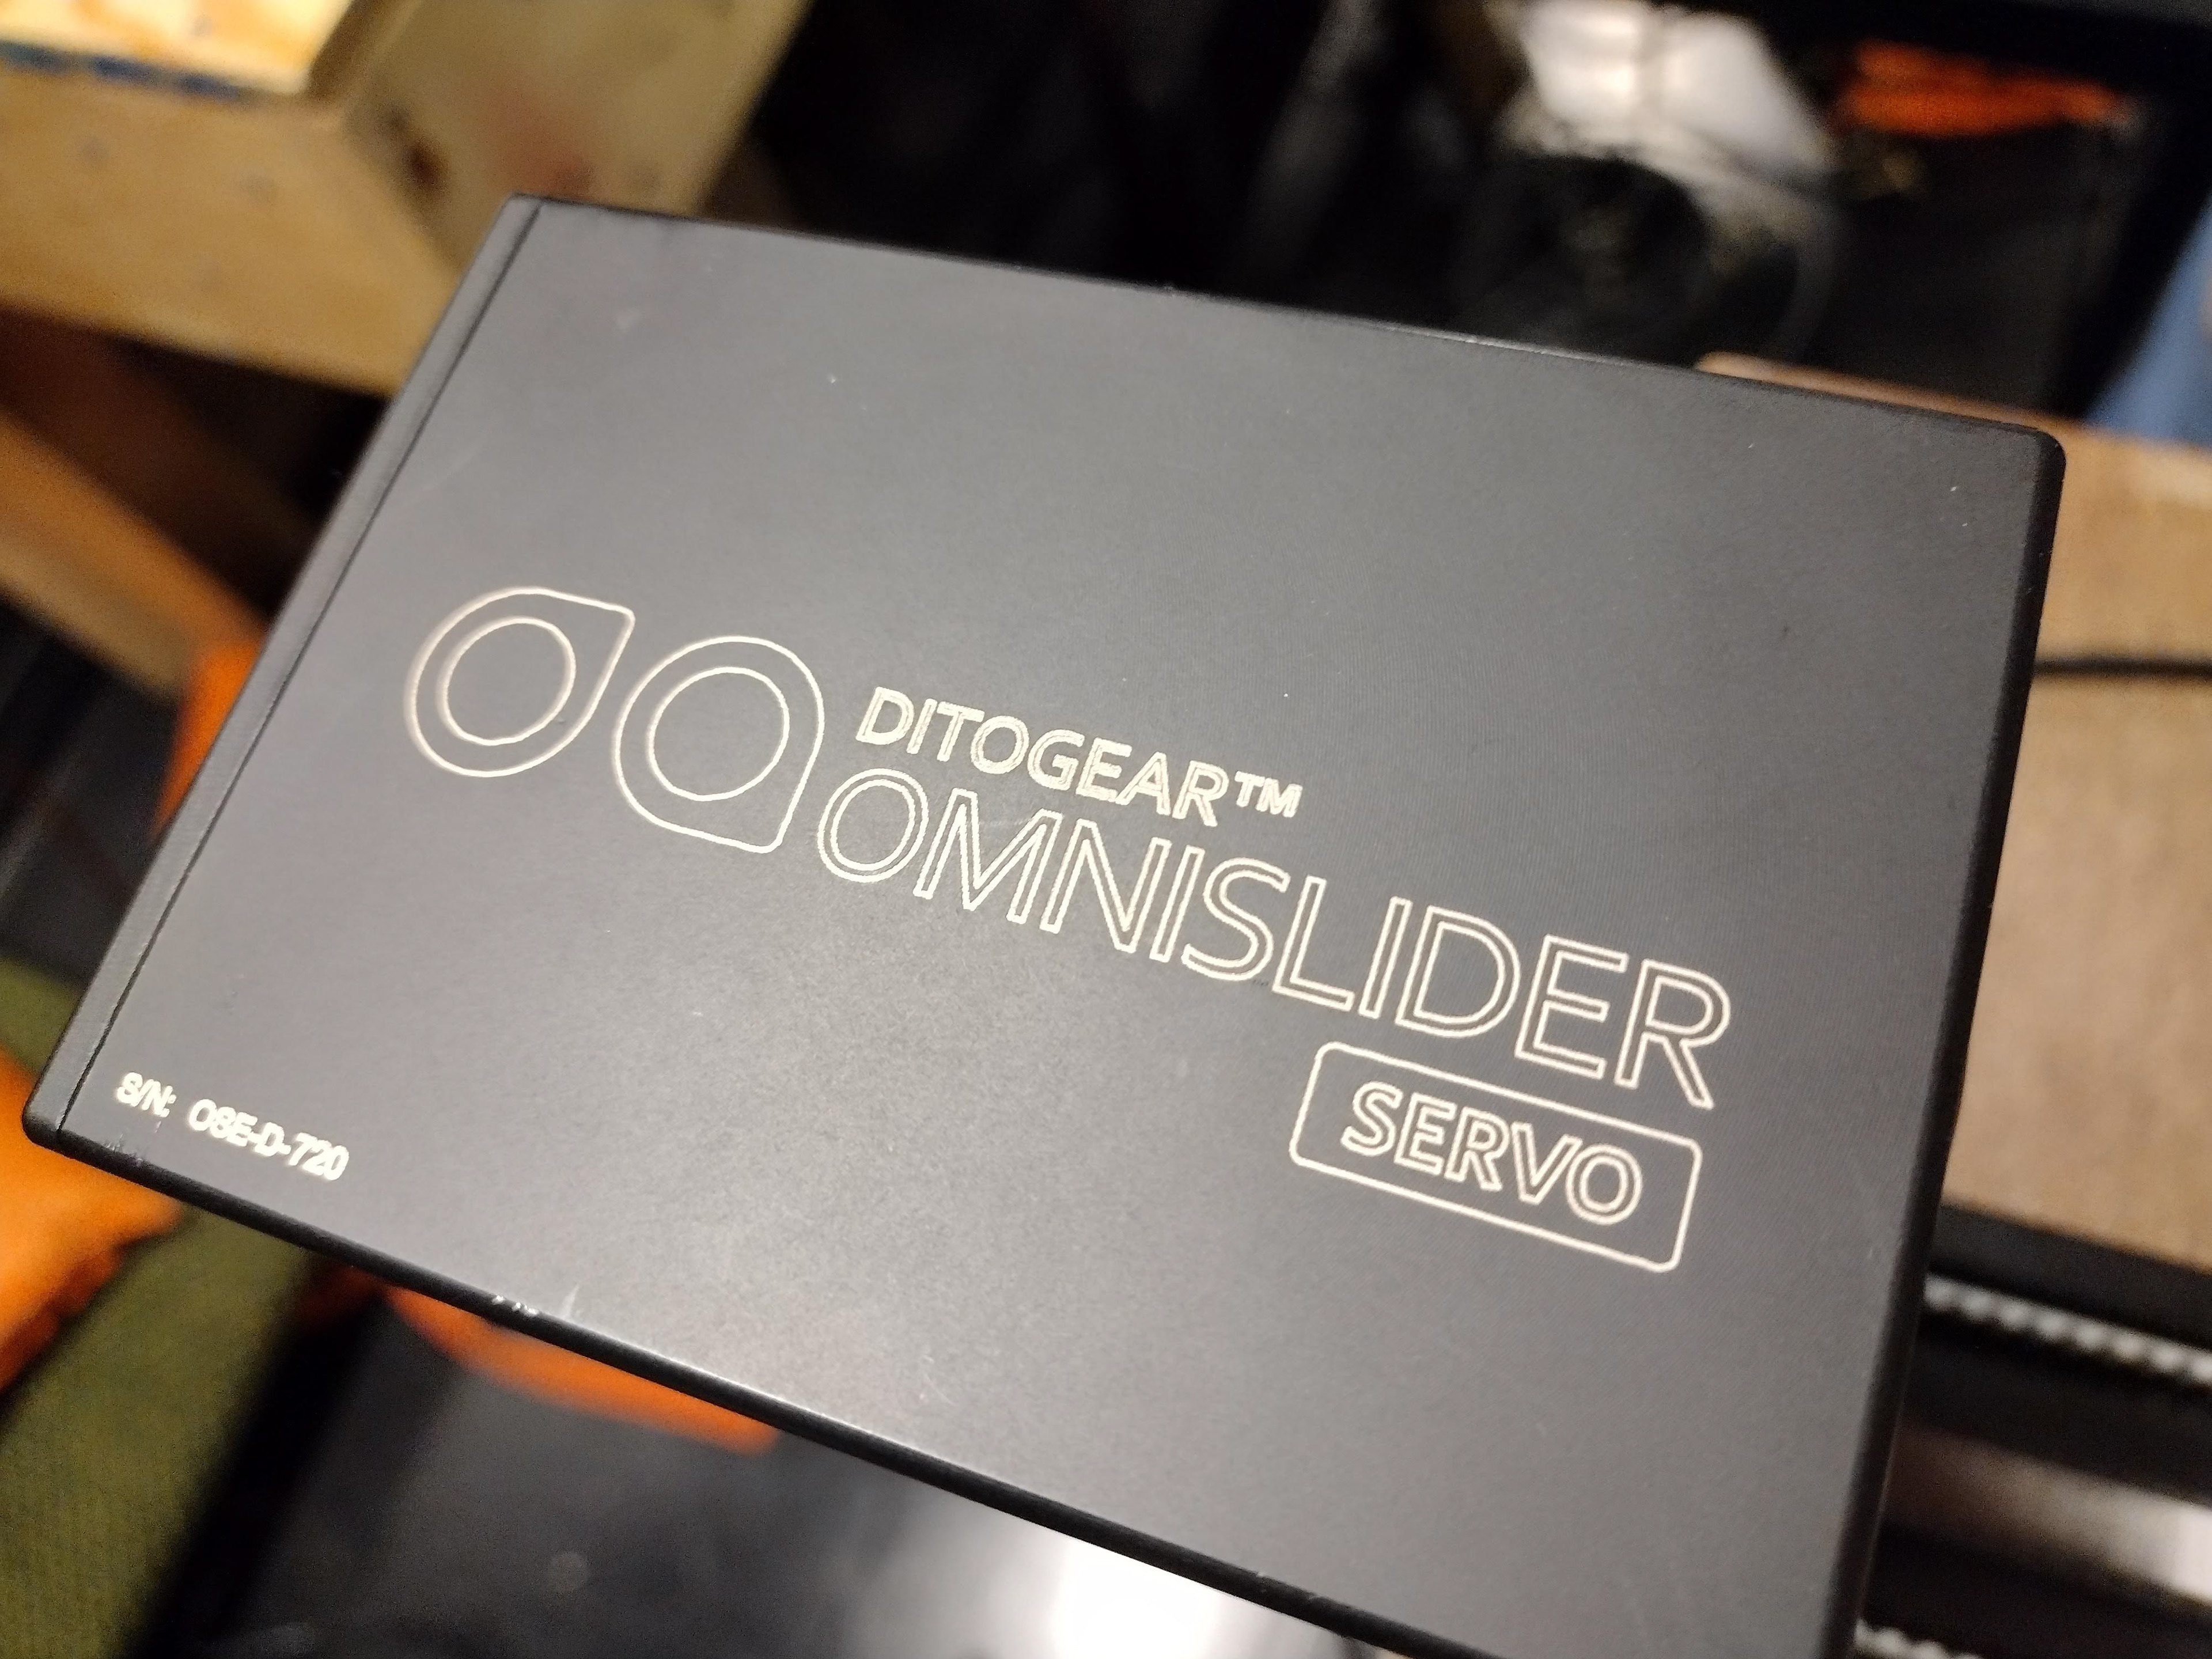 DITOGEAR™
OMNISLIDER
SERVO
S/N: OSE-D-720